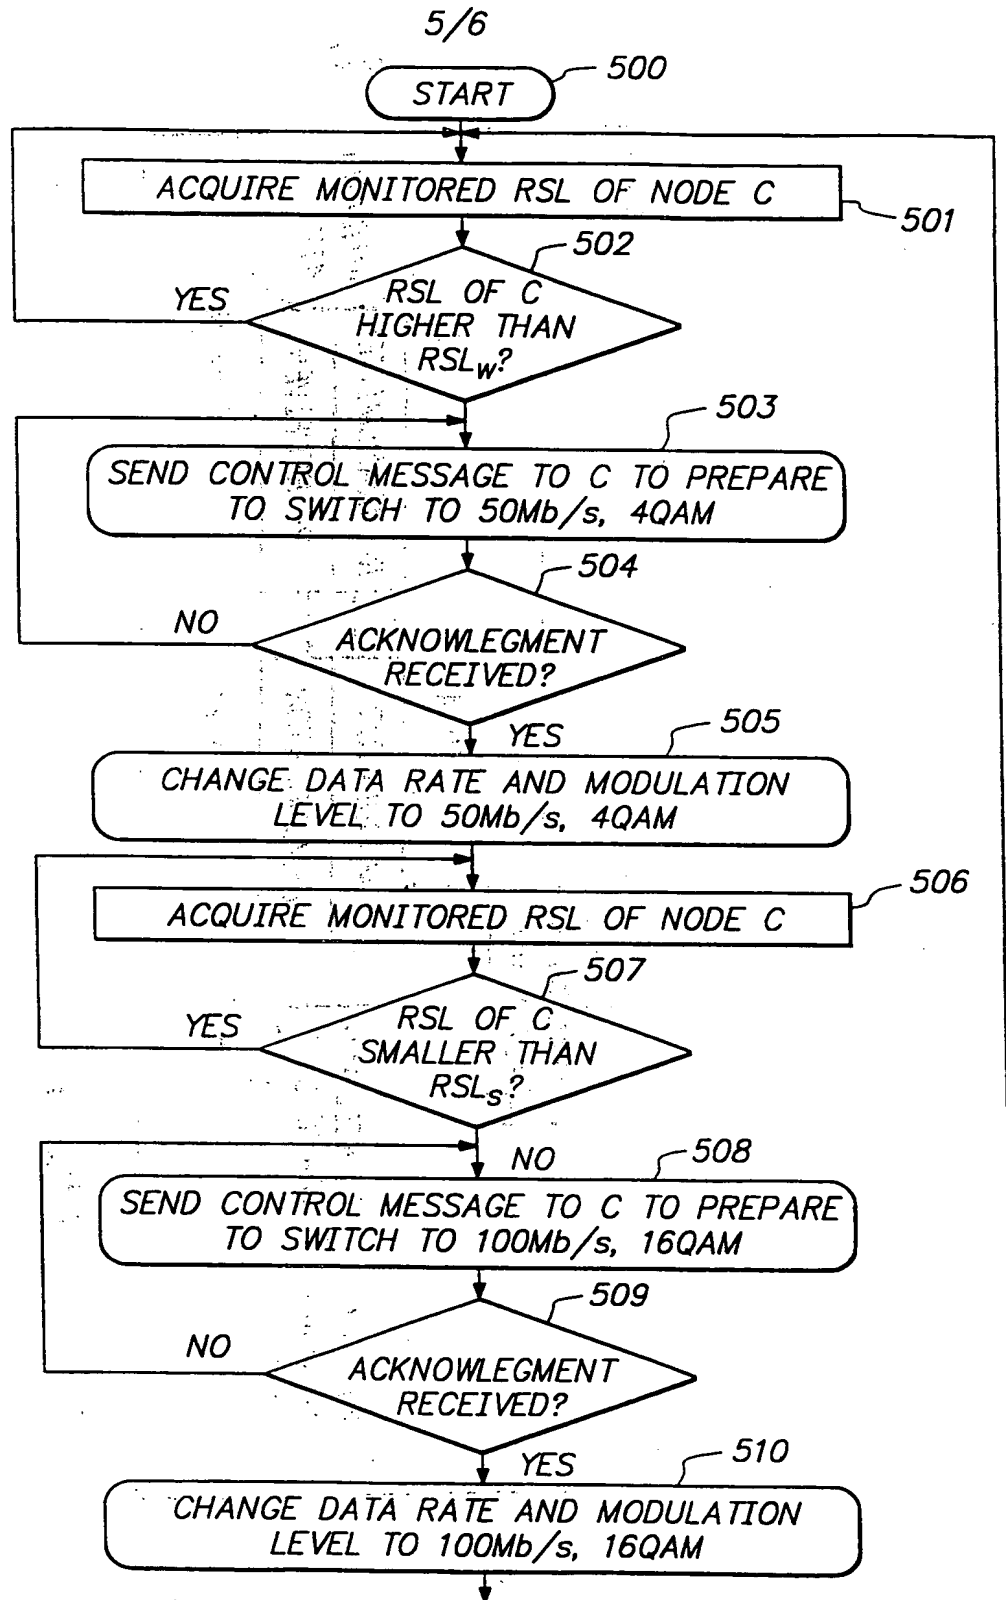 5/6
500
START
ACQUIRE MONITORED RSL OF NODE C
501
502
RSL OF C
HIGHER THAN
RSLw?
YES
503
SEND CONTROL MESSAGE TO C TO PREPARE
TO SWITCH TO 50Mb/s, 4QAM
504
NO
ACKNOWLEGMENT
RECEIVED?
YES
505
CHANGE DATA RATE AND MODULATION
LEVEL TO 50Mb/s, 4QAM
506
ACQUIRE MONITORED RSL OF NODE C
507
YES
RSL OF C
SMALLER THAN
RSLs?
NO
508
SEND CONTROL MESSAGE TO C TO PREPARE
TO SWITCH TO 100Mb/s, 16QAM
509
NO
ACKNOWLEGMENT
RECEIVED?
YES
510
CHANGE DATA RATE AND MODULATION
LEVEL TO 100Mb/s, 16QAM